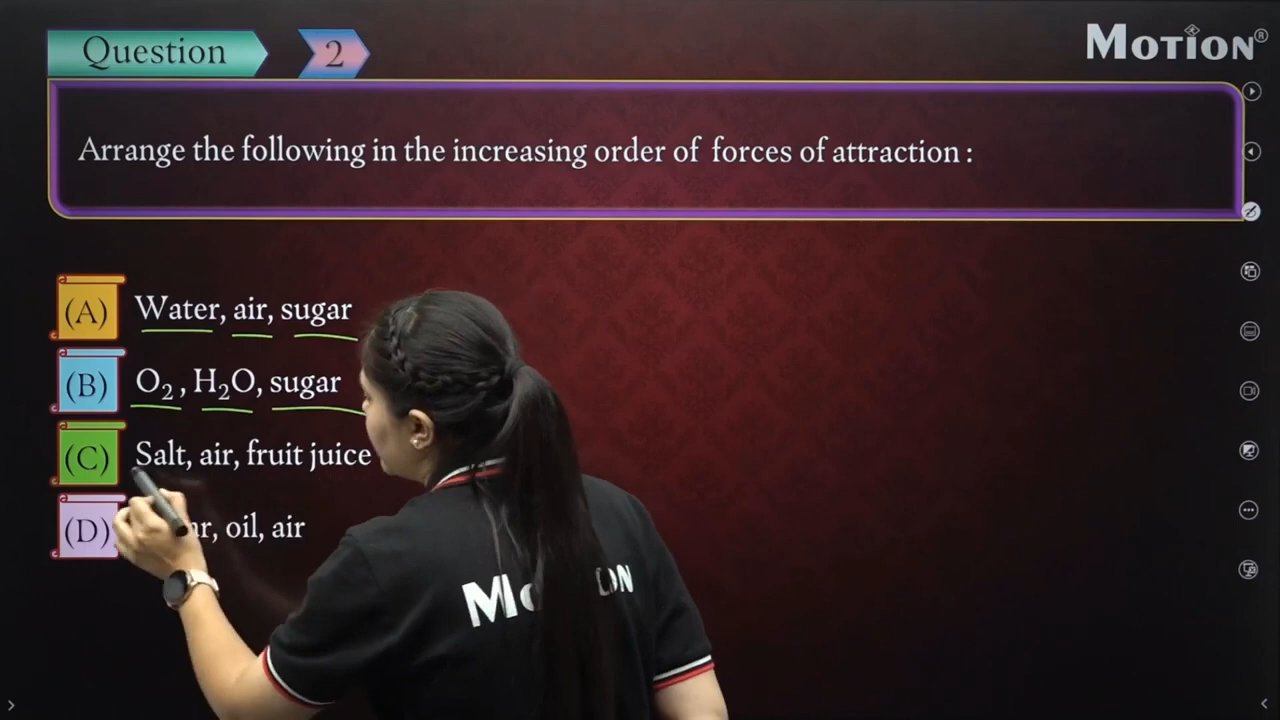 Question 2
MOTION®
Arrange the following in the increasing order of forces of attraction :
(A) Water, air, sugar
(B) O₂, H₂O, sugar
(C) Salt, air, fruit juice
(D) oil, air